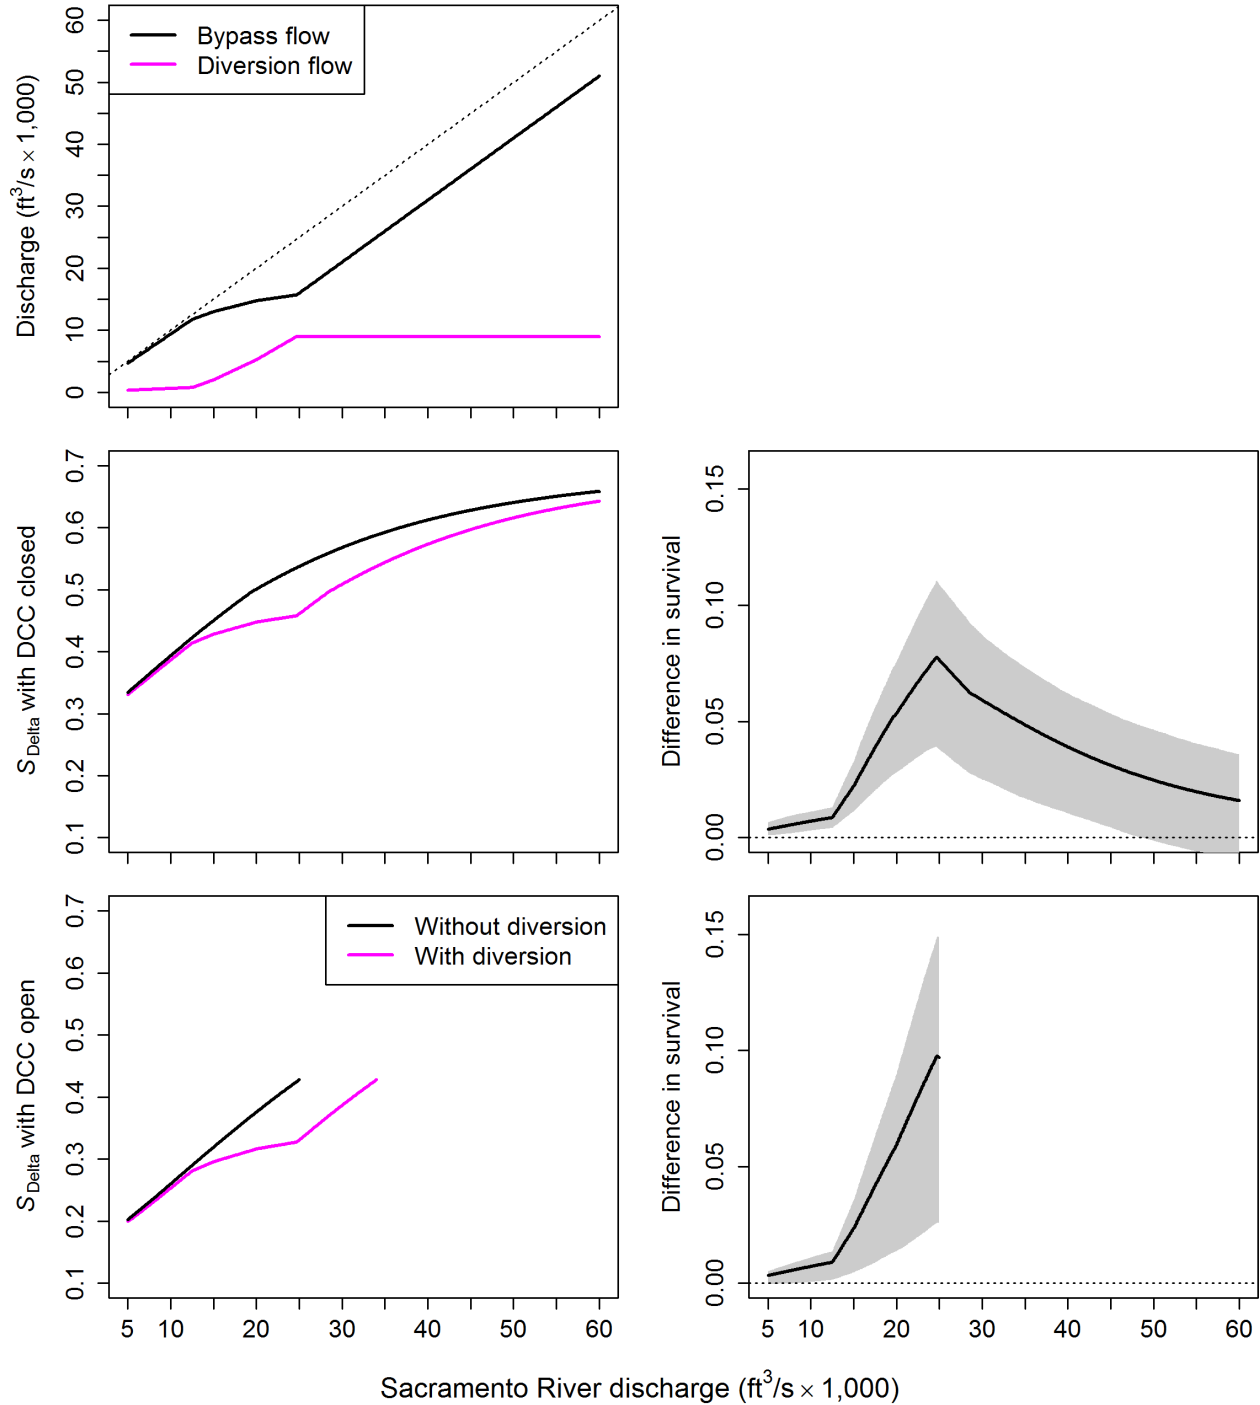 Bypass flow
Diversion flow
Discharge (ft³/s × 1,000)
0 10 20 30 40 50 60
S_Delta with DCC closed
0.1 0.2 0.3 0.4 0.5 0.6 0.7
Difference in survival
0.00 0.05 0.10 0.15
Without diversion
With diversion
S_Delta with DCC open
0.1 0.2 0.3 0.4 0.5 0.6 0.7
5 10 20 30 40 50 60
Difference in survival
0.00 0.05 0.10 0.15
5 10 20 30 40 50 60
Sacramento River discharge (ft³/s × 1,000)